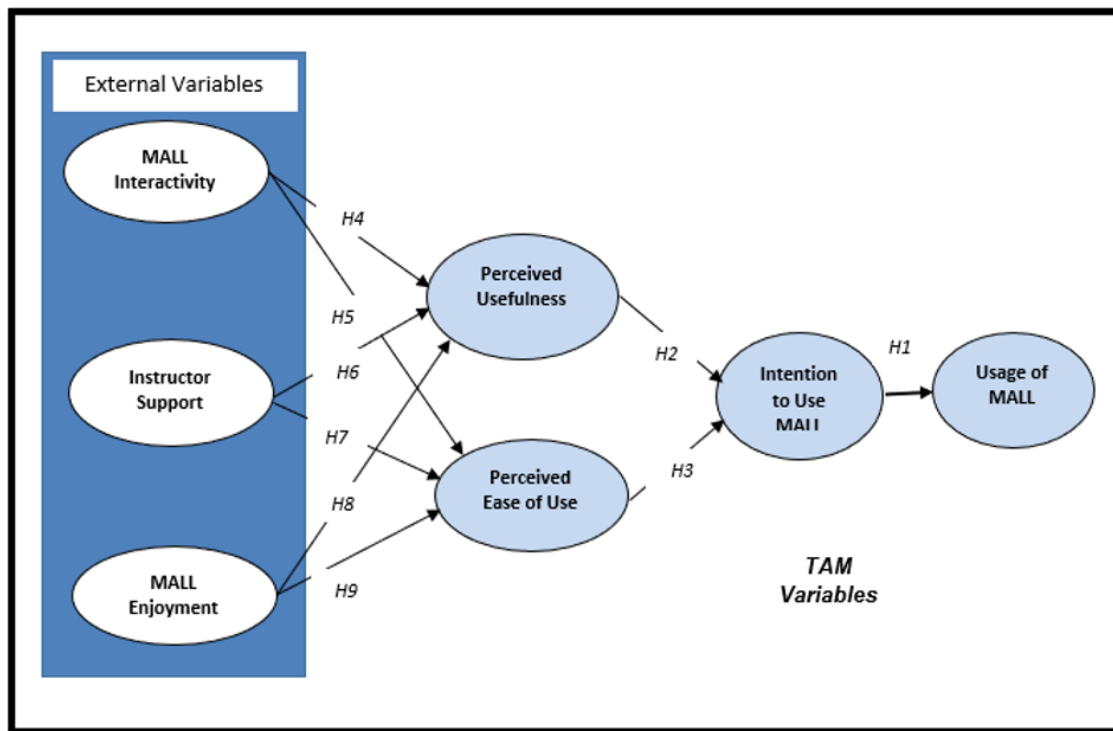 External Variables
MALL
Interactivity
H4
Perceived
Usefulness
H5
H6
H2
H1
Instructor
Support
Intention
to Use
MALL
Usage of
MALL
H7
H3
Perceived
Ease of Use
H8
MALL
Enjoyment
H9
TAM
Variables